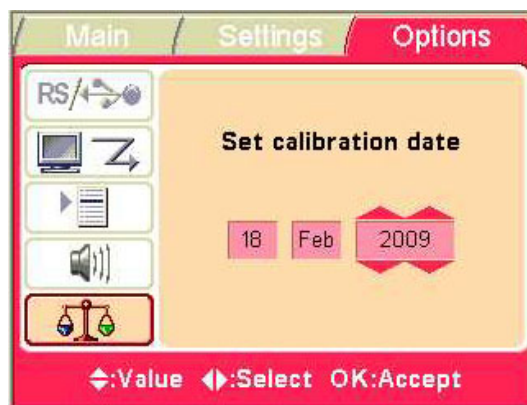 Main Settings Options
RS/
Set calibration date
18 Feb 2009
:Value :Select OK:Accept